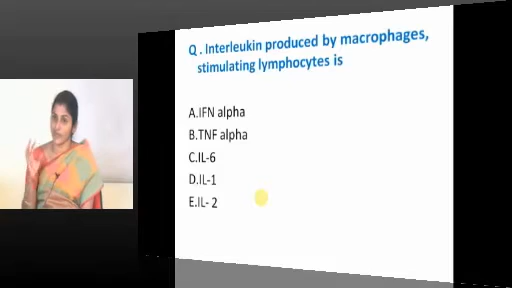 Q . Interleukin produced by macrophages,
stimulating lymphocytes is
A.IFN alpha
B.TNF alpha
C.IL-6
D.IL-1
E.IL- 2